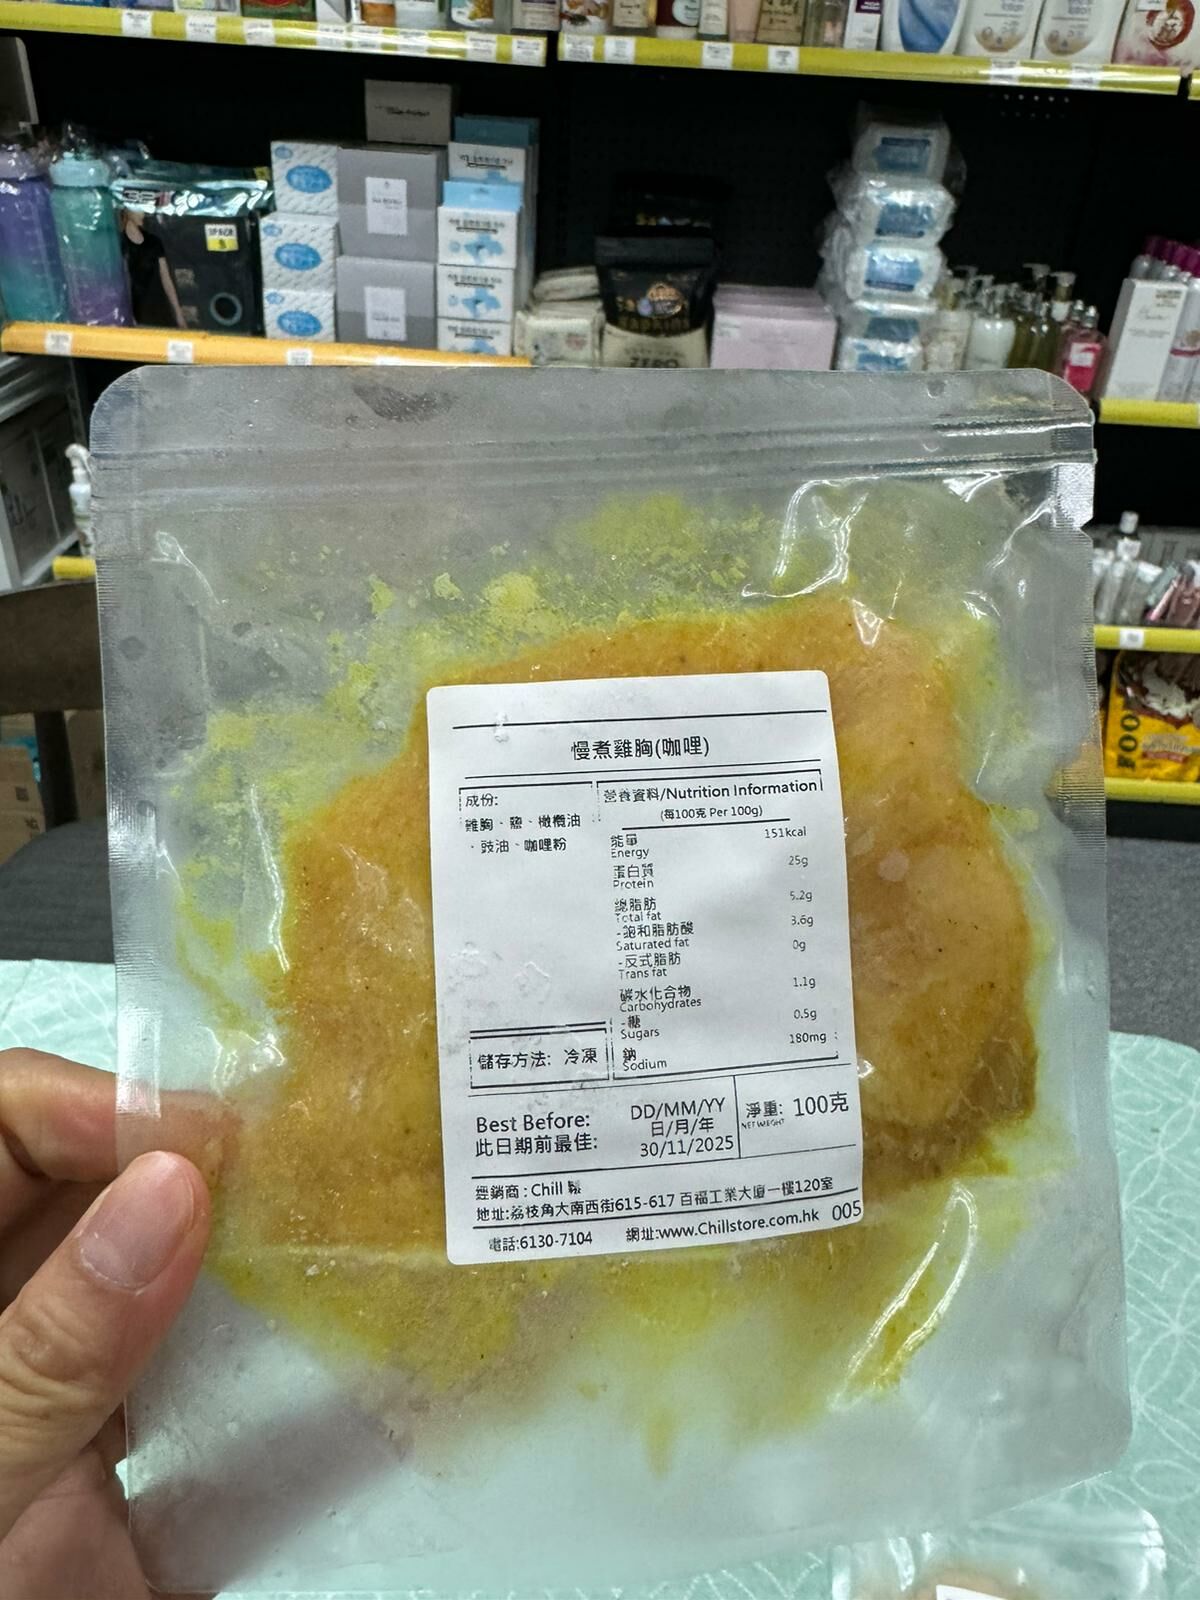 慢煮雞胸(咖哩)
成份:
雞胸、鹽、橄欖油
、豉油、咖哩粉
營養資料/Nutrition Information
(每100克 Per 100g)
能量 151kcal
Energy
蛋白質 25g
Protein
總脂肪 5.2g
Total fat
-飽和脂肪酸 3.6g
Saturated fat
-反式脂肪 0g
Trans fat
碳水化合物 1.1g
Carbohydrates
-糖 0.5g
Sugars
鈉 180mg
Sodium
儲存方法: 冷凍
Best Before: DD/MM/YY
此日期前最佳: 日/月/年
30/11/2025
淨重: 100克
NET WEIGHT
經銷商 : Chill 鬆
地址:荔枝角大南西街615-617 百福工業大廈一樓120室
電話:6130-7104 網址:www.Chillstore.com.hk 005
ZERO
FOO